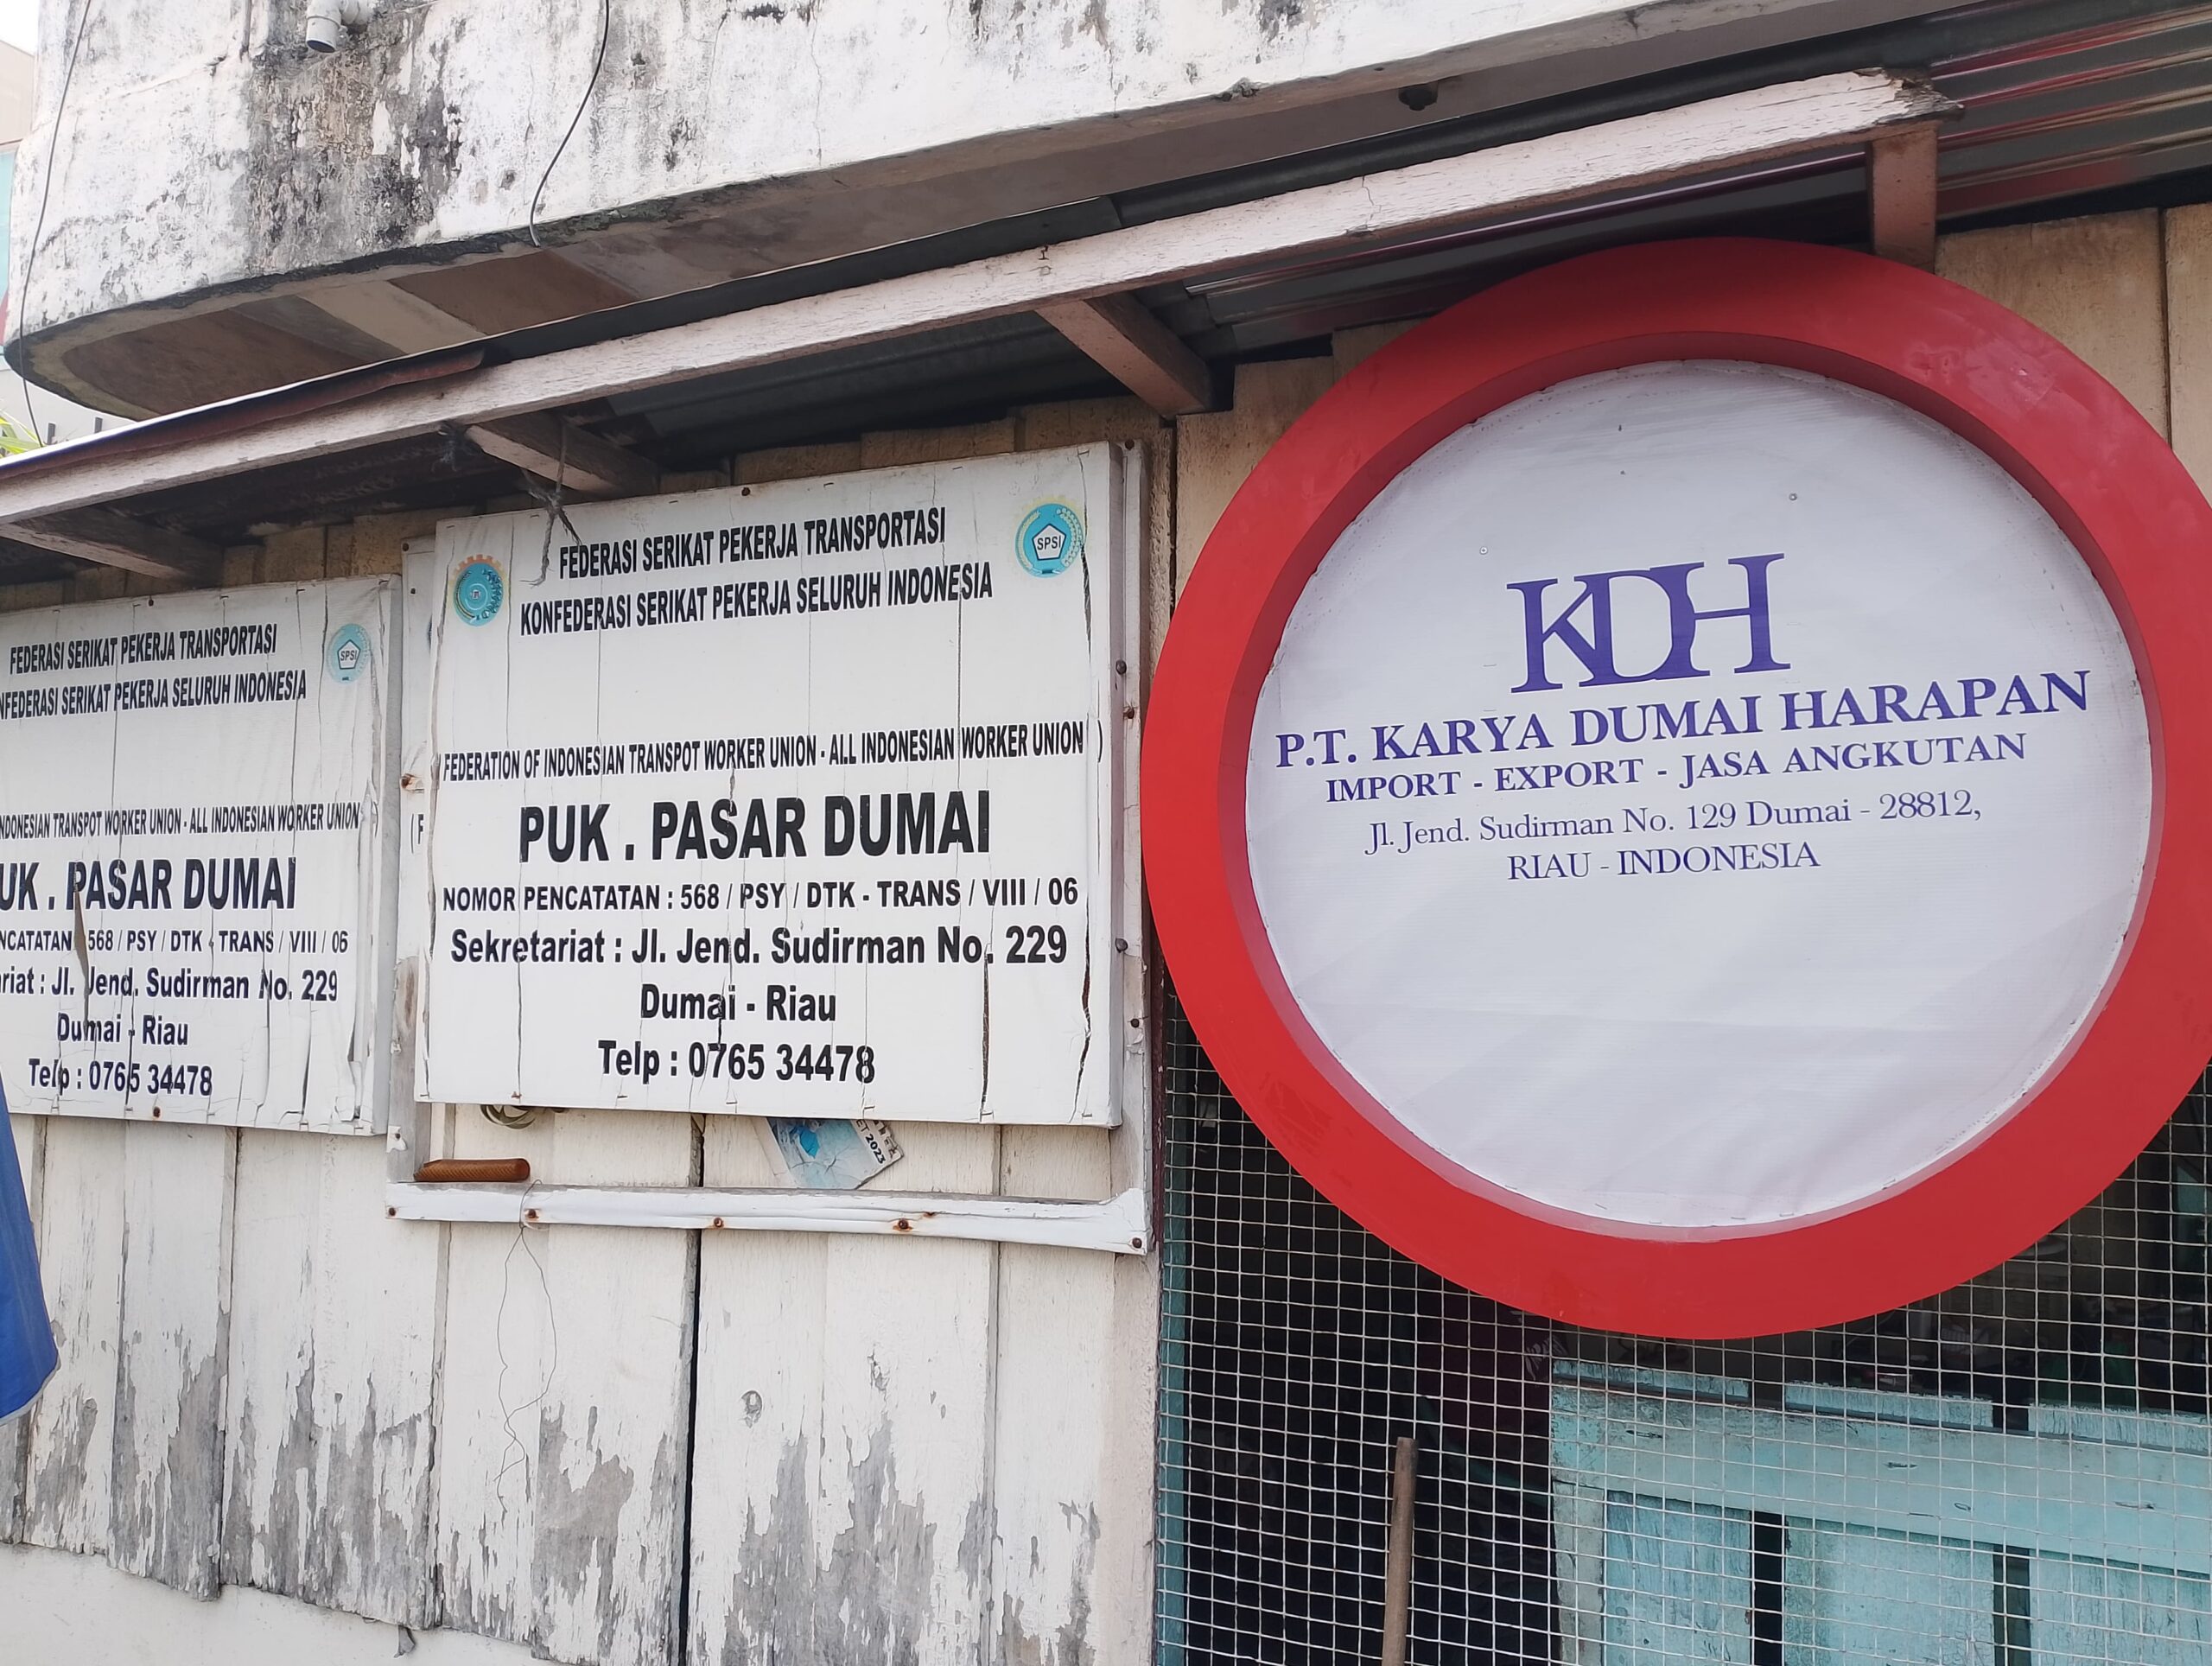 FEDERASI SERIKAT PEKERJA TRANSPORTASI
NFEDERASI SERIKAT PEKERJA SELURUH INDONESIA
SPSI
NDONESIAN TRANSPOT WORKER UNION - ALL INDONESIAN WORKER UNION )
UK . PASAR DUMAI
NCATATAN 568 / PSY / DTK - TRANS / VIII / 06
riat : Jl. Jend. Sudirman No. 229
Dumai - Riau
Telp : 0765 34478
FEDERASI SERIKAT PEKERJA TRANSPORTASI
KONFEDERASI SERIKAT PEKERJA SELURUH INDONESIA
SPSI
( FEDERATION OF INDONESIAN TRANSPOT WORKER UNION - ALL INDONESIAN WORKER UNION )
PUK . PASAR DUMAI
NOMOR PENCATATAN : 568 / PSY / DTK - TRANS / VIII / 06
Sekretariat : Jl. Jend. Sudirman No. 229
Dumai - Riau
Telp : 0765 34478
( F
2023
KDH
P.T. KARYA DUMAI HARAPAN
IMPORT - EXPORT - JASA ANGKUTAN
Jl. Jend. Sudirman No. 129 Dumai - 28812,
RIAU - INDONESIA